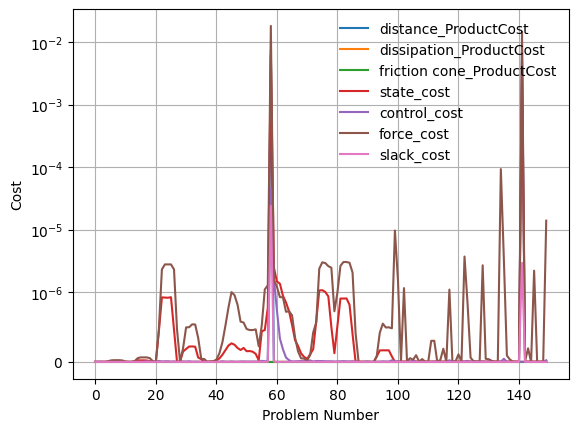 10⁻²
10⁻³
10⁻⁴
10⁻⁵
10⁻⁶
0
Cost
distance_ProductCost
dissipation_ProductCost
friction cone_ProductCost
state_cost
control_cost
force_cost
slack_cost
0 20 40 60 80 100 120 140
Problem Number